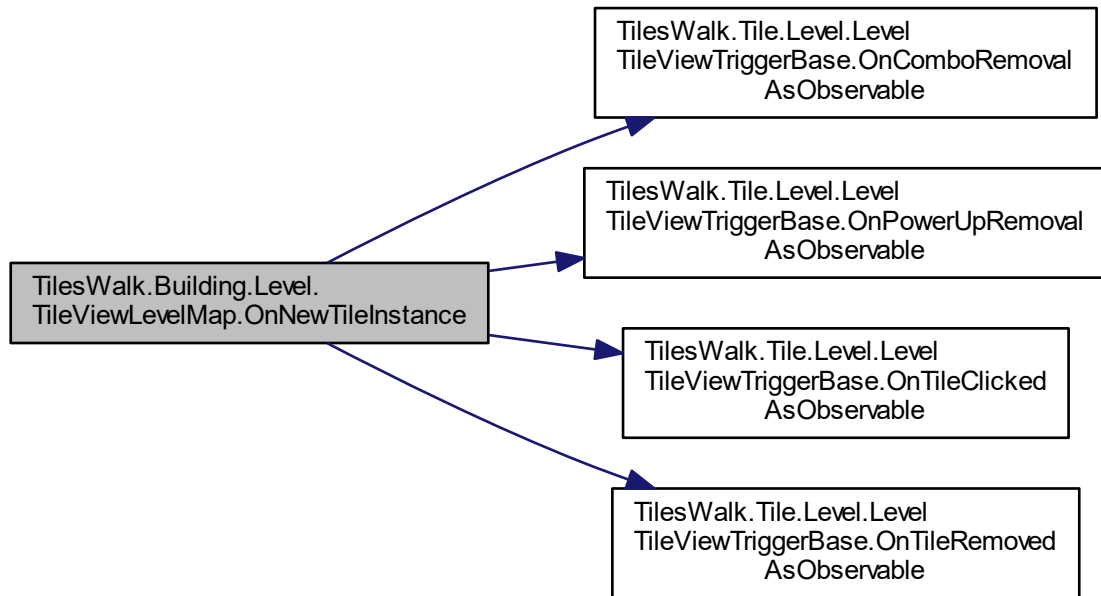 TilesWalk.Tile.Level.Level
TileViewTriggerBase.OnComboRemoval
AsObservable
TilesWalk.Tile.Level.Level
TileViewTriggerBase.OnPowerUpRemoval
AsObservable
TilesWalk.Building.Level.
TileViewLevelMap.OnNewTileInstance
TilesWalk.Tile.Level.Level
TileViewTriggerBase.OnTileClicked
AsObservable
TilesWalk.Tile.Level.Level
TileViewTriggerBase.OnTileRemoved
AsObservable